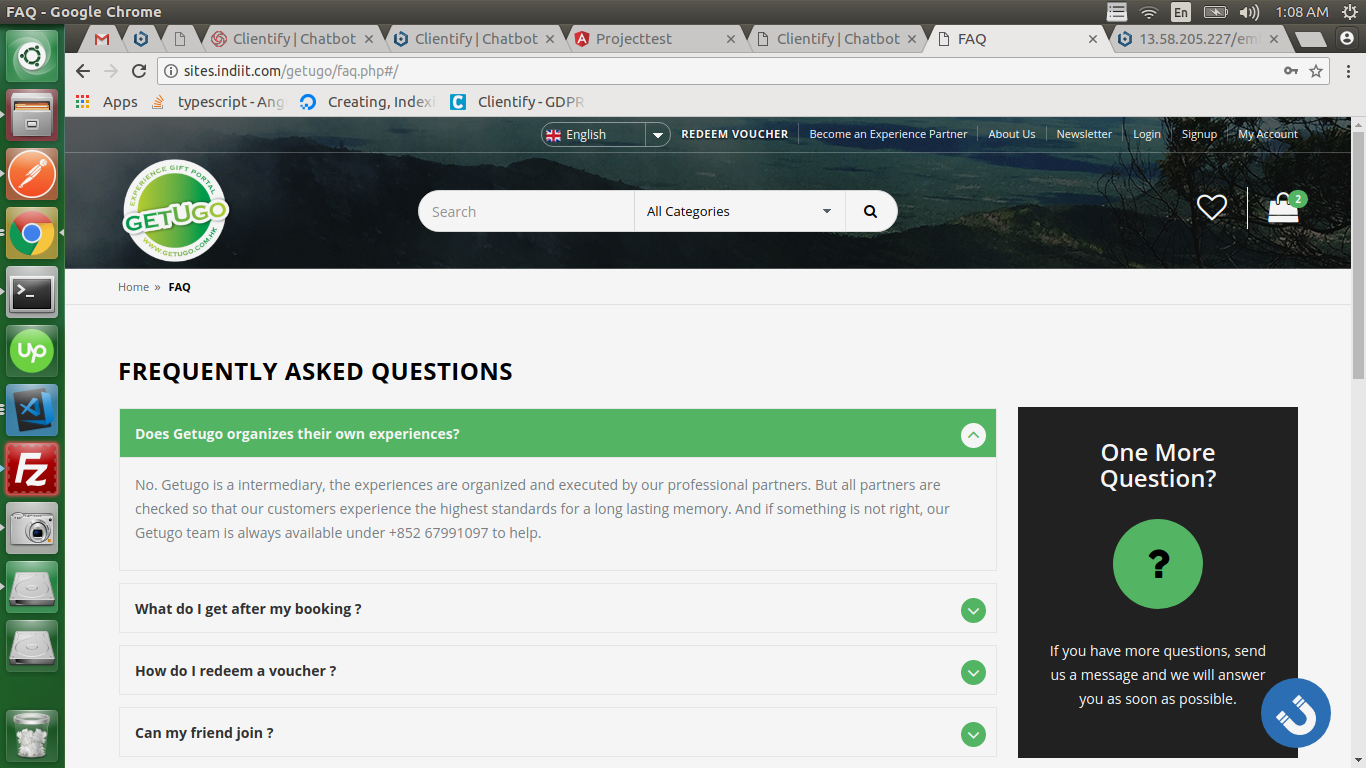 FAQ - Google Chrome
En
1:08 AM
Clientify | Chatbot
Clientify | Chatbot
Projecttest
Clientify | Chatbot
FAQ
13.58.205.227/em
sites.indiit.com/getugo/faq.php#/
Apps
typescript - Ang
Creating, Indexi
Clientify - GDPR
English
REDEEM VOUCHER
Become an Experience Partner
About Us
Newsletter
Login
Signup
My Account
EXPERIENCE GIFT PORTAL
GETUGO
WWW.GETUGO.COM.HK
Search
All Categories
2
Home » FAQ
FREQUENTLY ASKED QUESTIONS
Does Getugo organizes their own experiences?
No. Getugo is a intermediary, the experiences are organized and executed by our professional partners. But all partners are
checked so that our customers experience the highest standards for a long lasting memory. And if something is not right, our
Getugo team is always available under +852 67991097 to help.
What do I get after my booking ?
How do I redeem a voucher ?
Can my friend join ?
One More
Question?
?
If you have more questions, send
us a message and we will answer
you as soon as possible.
Up
Fz